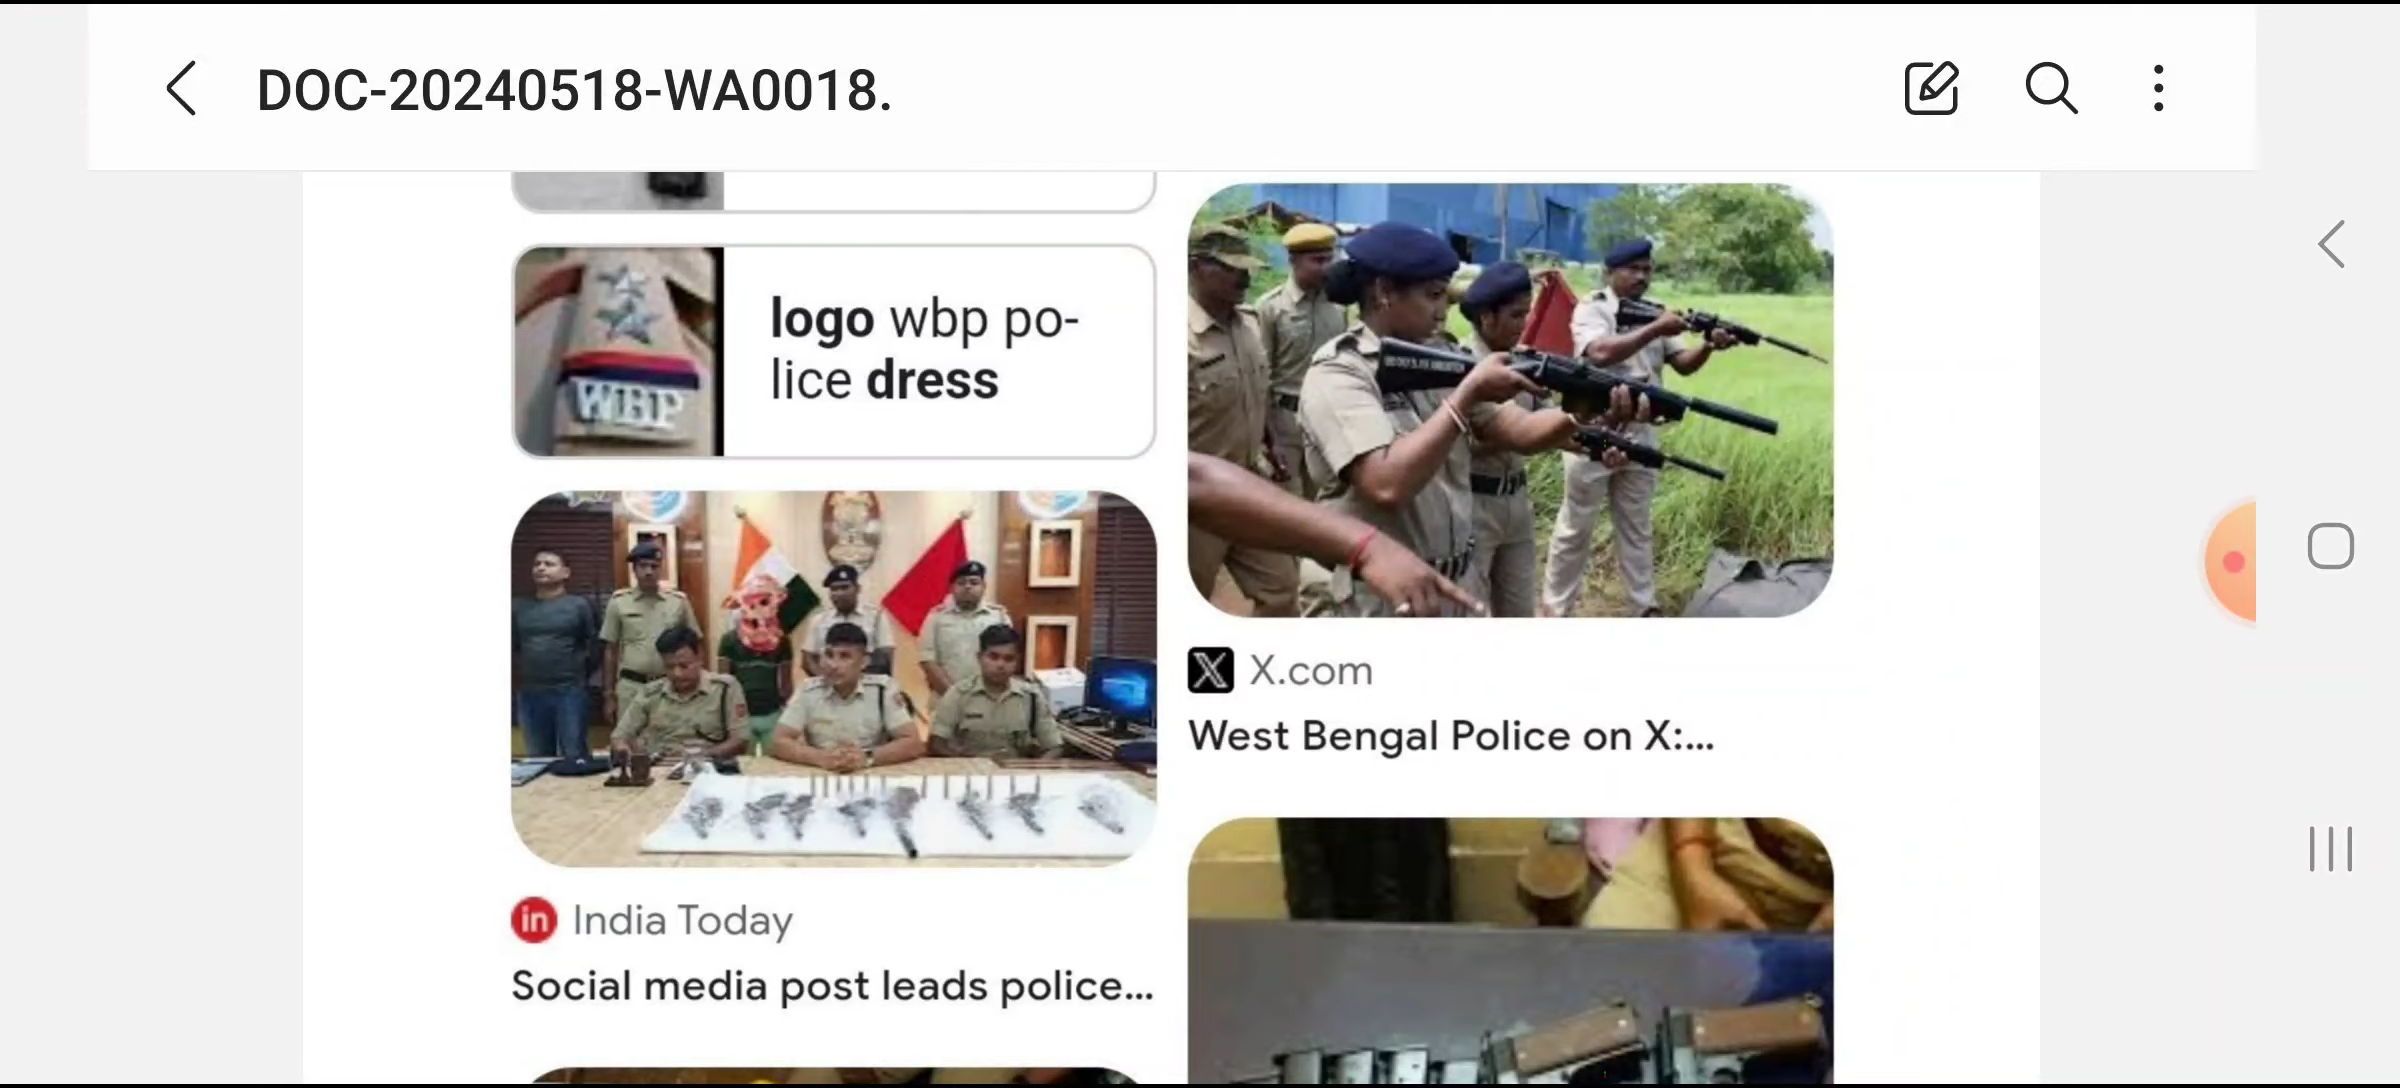 DOC-20240518-WA0018.
logo wbp po-
lice dress
WBP
X.com
West Bengal Police on X:...
in India Today
Social media post leads police...